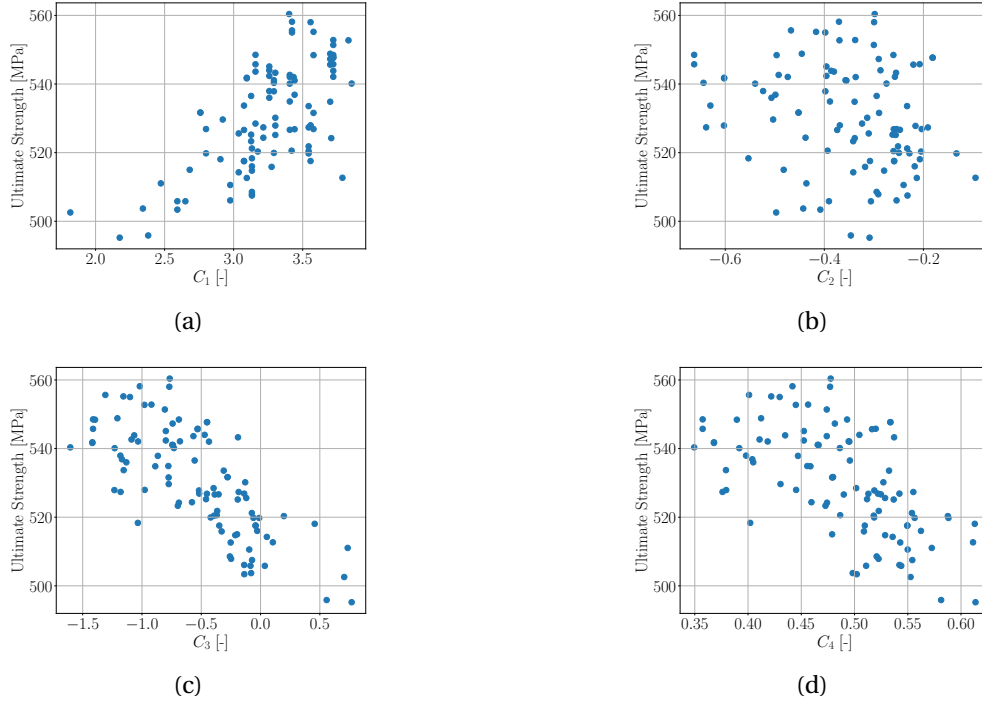 560
540
520
500
Ultimate Strength [MPa]
2.0 2.5 3.0 3.5
C₁ [-]
(a)
560
540
520
500
Ultimate Strength [MPa]
−0.6 −0.4 −0.2
C₂ [-]
(b)
560
540
520
500
Ultimate Strength [MPa]
−1.5 −1.0 −0.5 0.0 0.5
C₃ [-]
(c)
560
540
520
500
Ultimate Strength [MPa]
0.35 0.40 0.45 0.50 0.55 0.60
C₄ [-]
(d)